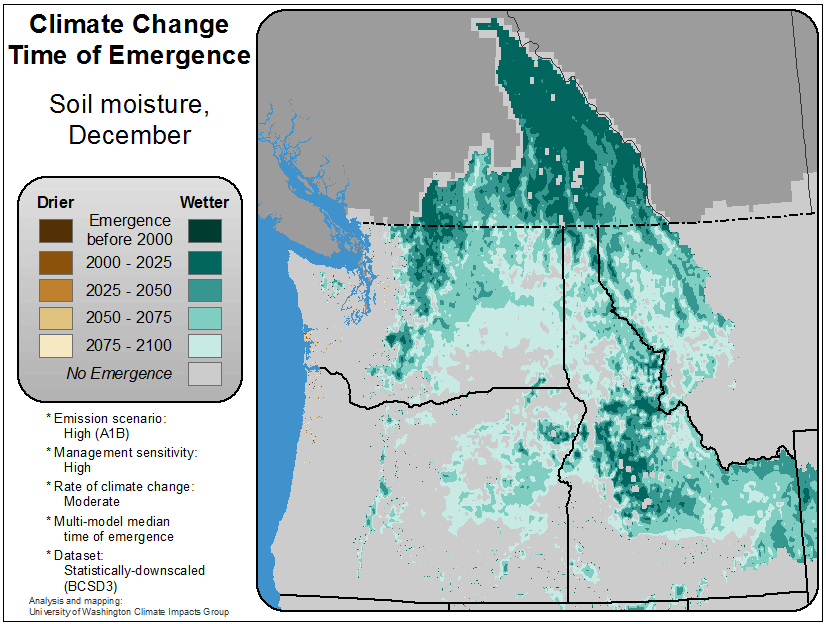 Climate Change
Time of Emergence
Soil moisture,
December
Drier
Wetter
Emergence
before 2000
2000 - 2025
2025 - 2050
2050 - 2075
2075 - 2100
No Emergence
* Emission scenario:
High (A1B)
* Management sensitivity:
High
* Rate of climate change:
Moderate
* Multi-model median
time of emergence
* Dataset:
Statistically-downscaled
(BCSD3)
Analysis and mapping:
University of Washington Climate Impacts Group